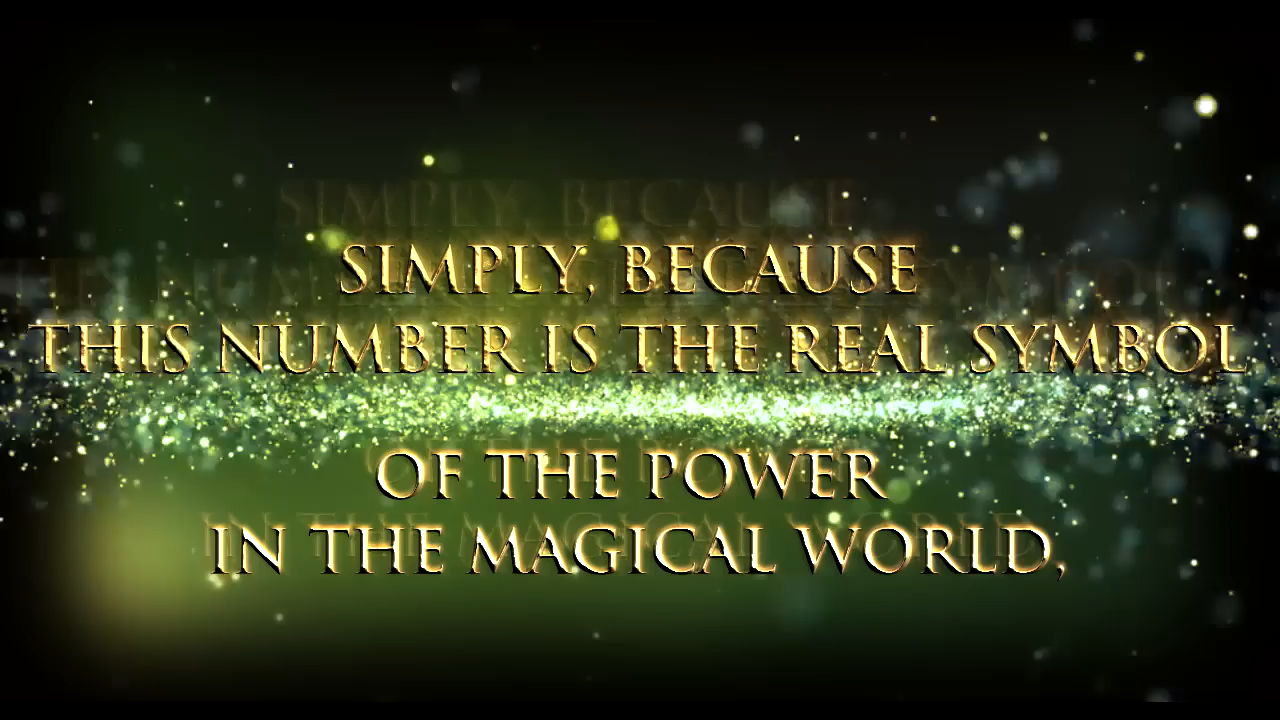 SIMPLY, BECAUSE
THIS NUMBER IS THE REAL SYMBOL
OF THE POWER
IN THE MAGICAL WORLD,